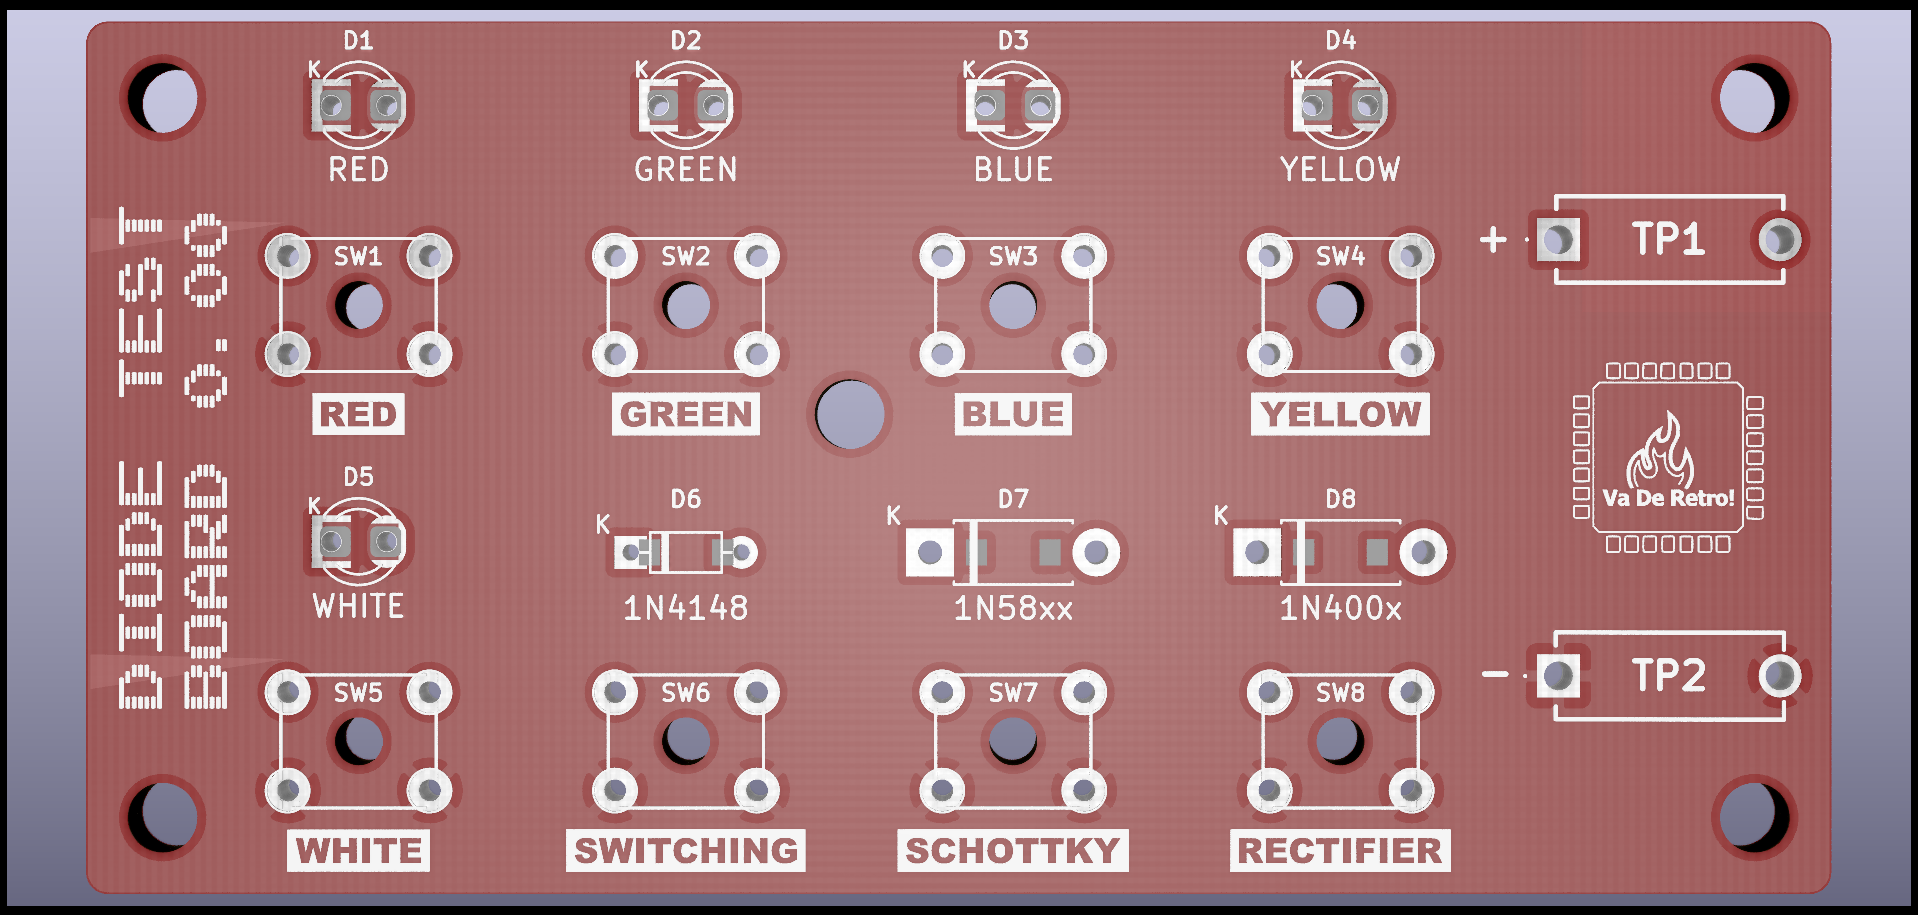 DIODE TEST
BOARD
D1
K
RED
D2
K
GREEN
D3
K
BLUE
D4
K
YELLOW
SW1
RED
SW2
GREEN
SW3
BLUE
SW4
YELLOW
+ TP1
Va De Retro!
D5
K
WHITE
D6
K
1N4148
D7
K
1N58xx
D8
K
1N400x
- TP2
SW5
WHITE
SW6
SWITCHING
SW7
SCHOTTKY
SW8
RECTIFIER